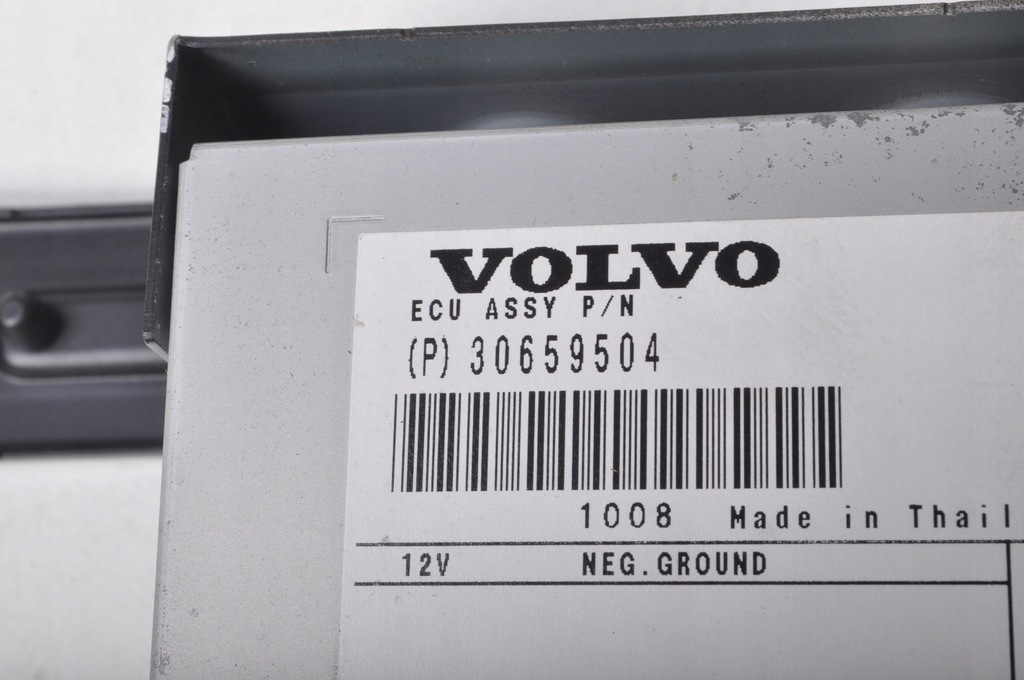 VOLVO
ECU ASSY P/N
(P) 30659504
1008 Made in Thail
12V NEG.GROUND